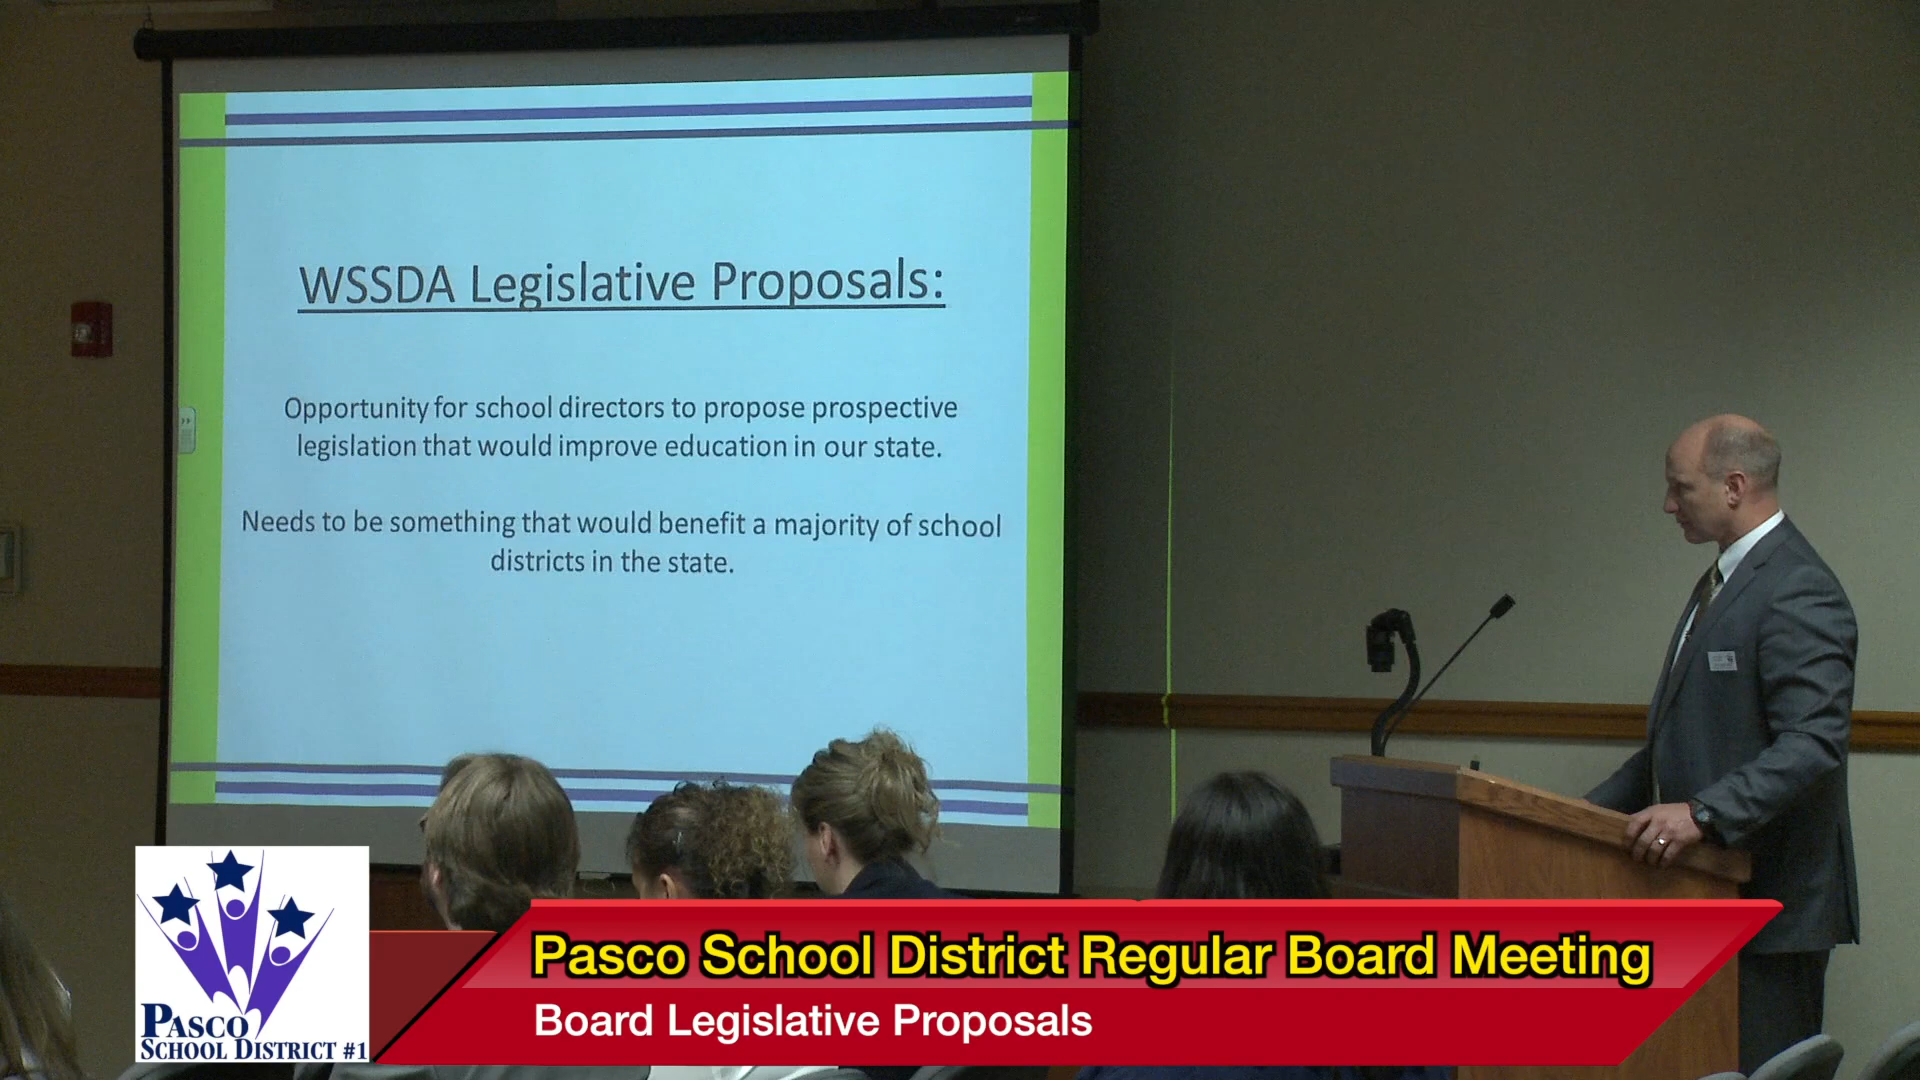 WSSDA Legislative Proposals:
Opportunity for school directors to propose prospective
legislation that would improve education in our state.
Needs to be something that would benefit a majority of school
districts in the state.
Pasco School District Regular Board Meeting
Board Legislative Proposals
PASCO
SCHOOL DISTRICT #1